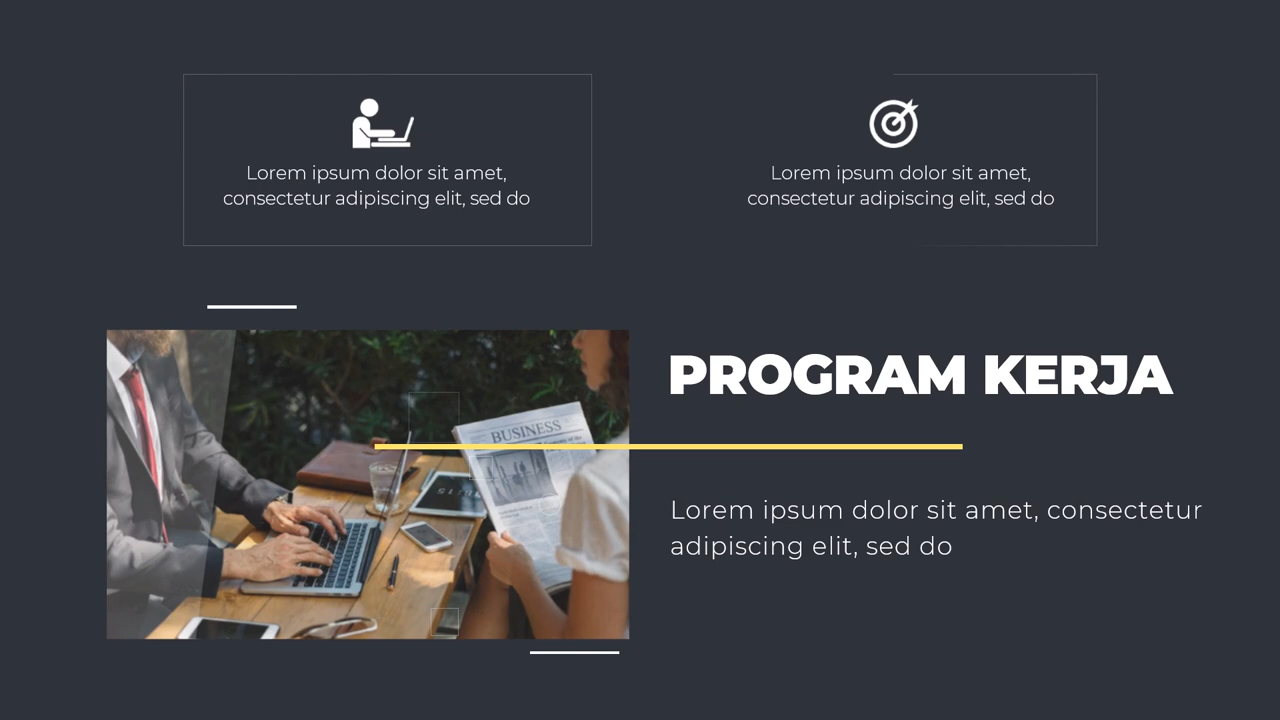 Lorem ipsum dolor sit amet,
consectetur adipiscing elit, sed do
Lorem ipsum dolor sit amet,
consectetur adipiscing elit, sed do
PROGRAM KERJA
BUSINESS
Lorem ipsum dolor sit amet, consectetur
adipiscing elit, sed do